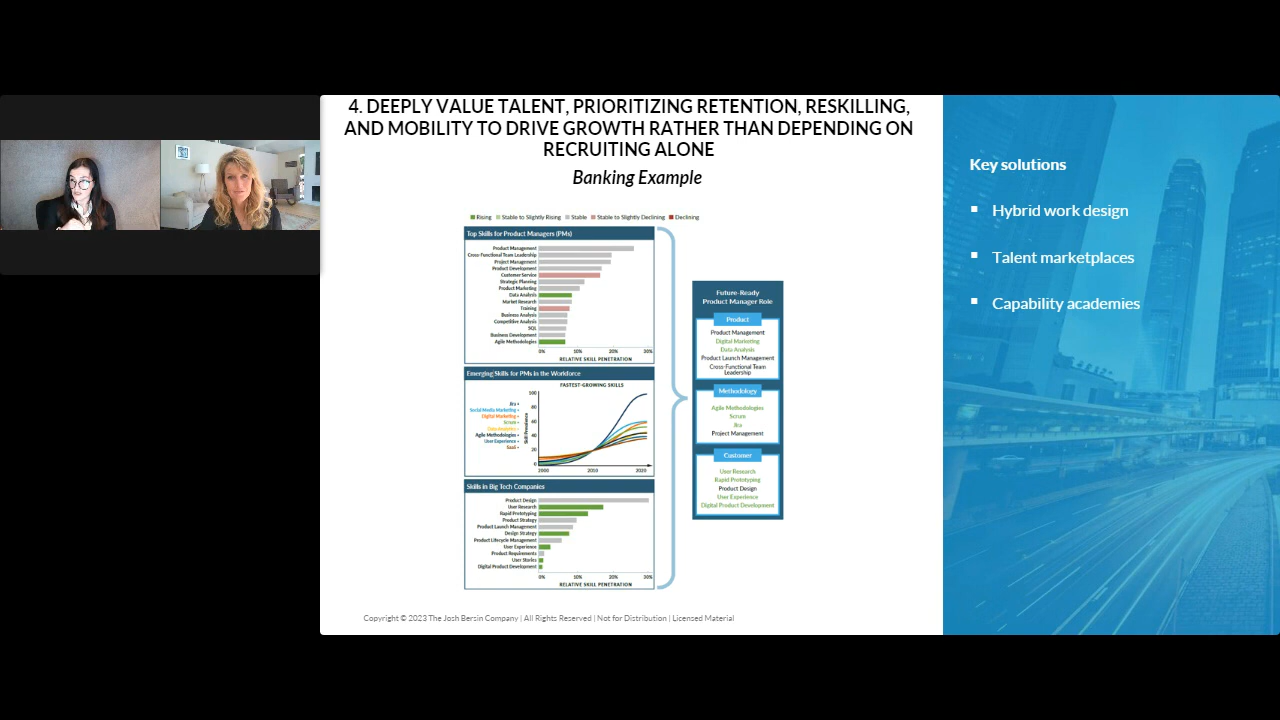 4. DEEPLY VALUE TALENT, PRIORITIZING RETENTION, RESKILLING,
AND MOBILITY TO DRIVE GROWTH RATHER THAN DEPENDING ON
RECRUITING ALONE
Banking Example
Rising Stable to Slightly Rising Stable Stable to Slightly Declining Declining
Top Skills for Product Managers (PMs)
Product Management
Cross-Functional Team Leadership
Project Management
Product Development
Customer Service
Strategic Planning
Product Marketing
Data Analysis
Market Research
Training
Business Analysis
Competitive Analysis
SQL
Business Development
Agile Methodologies
0% 10% 20% 30%
RELATIVE SKILL PENETRATION
Emerging Skills for PMs in the Workforce
FASTEST-GROWING SKILLS
Jira
Social Media Marketing
Digital Marketing
Scrum
Data Analytics
Agile Methodologies
User Experience
SaaS
100
80
60
40
20
0
2000 2010 2020
Skills in Big Tech Companies
Product Design
User Research
Rapid Prototyping
Product Strategy
Product Launch Management
Design Strategy
Product Lifecycle Management
User Experience
Product Requirements
User Stories
Digital Product Development
0% 10% 20% 30%
RELATIVE SKILL PENETRATION
Future-Ready
Product Manager Role
Product
Product Management
Digital Marketing
Data Analysis
Product Launch Management
Cross-Functional Team
Leadership
Methodology
Agile Methodologies
Scrum
Jira
Project Management
Customer
User Research
Rapid Prototyping
Product Design
User Experience
Digital Product Development
Key solutions
Hybrid work design
Talent marketplaces
Capability academies
Copyright © 2023 The Josh Bersin Company | All Rights Reserved | Not for Distribution | Licensed Material